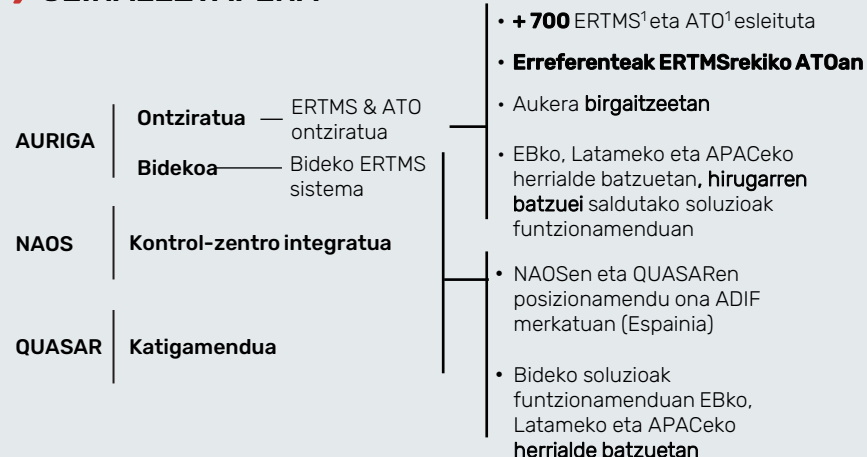 AURIGA
Ontziratua
ERTMS & ATO
ontziratua
Bidekoa
Bideko ERTMS
sistema
NAOS
Kontrol-zentro integratua
QUASAR
Katigamendua
• + 700 ERTMS¹ eta ATO¹ esleituta
• Erreferenteak ERTMSrekiko ATOan
• Aukera birgaitzeetan
• EBko, Latameko eta APACeko
herrialde batzuetan, hirugarren
batzuei saldutako soluzioak
funtzionamenduan
• NAOSen eta QUASARen
posizionamendu ona ADIF
merkatuan (Espainia)
• Bideko soluzioak
funtzionamenduan EBko,
Latameko eta APACeko
herrialde batzuetan